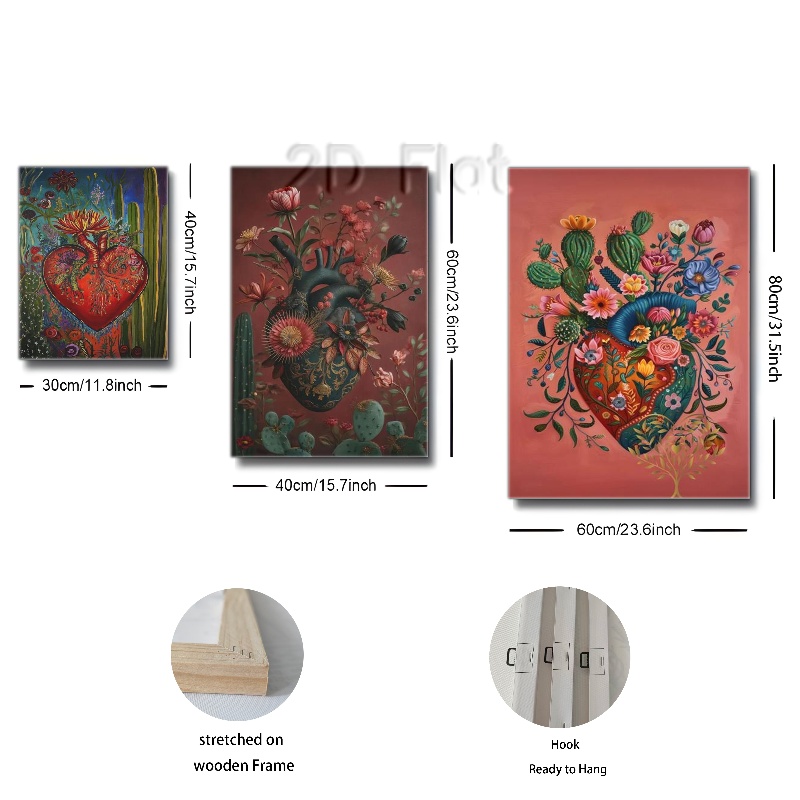 2D Flat
40cm/15.7inch
30cm/11.8inch
60cm/23.6inch
40cm/15.7inch
80cm/31.5inch
60cm/23.6inch
stretched on
wooden Frame
Hook
Ready to Hang